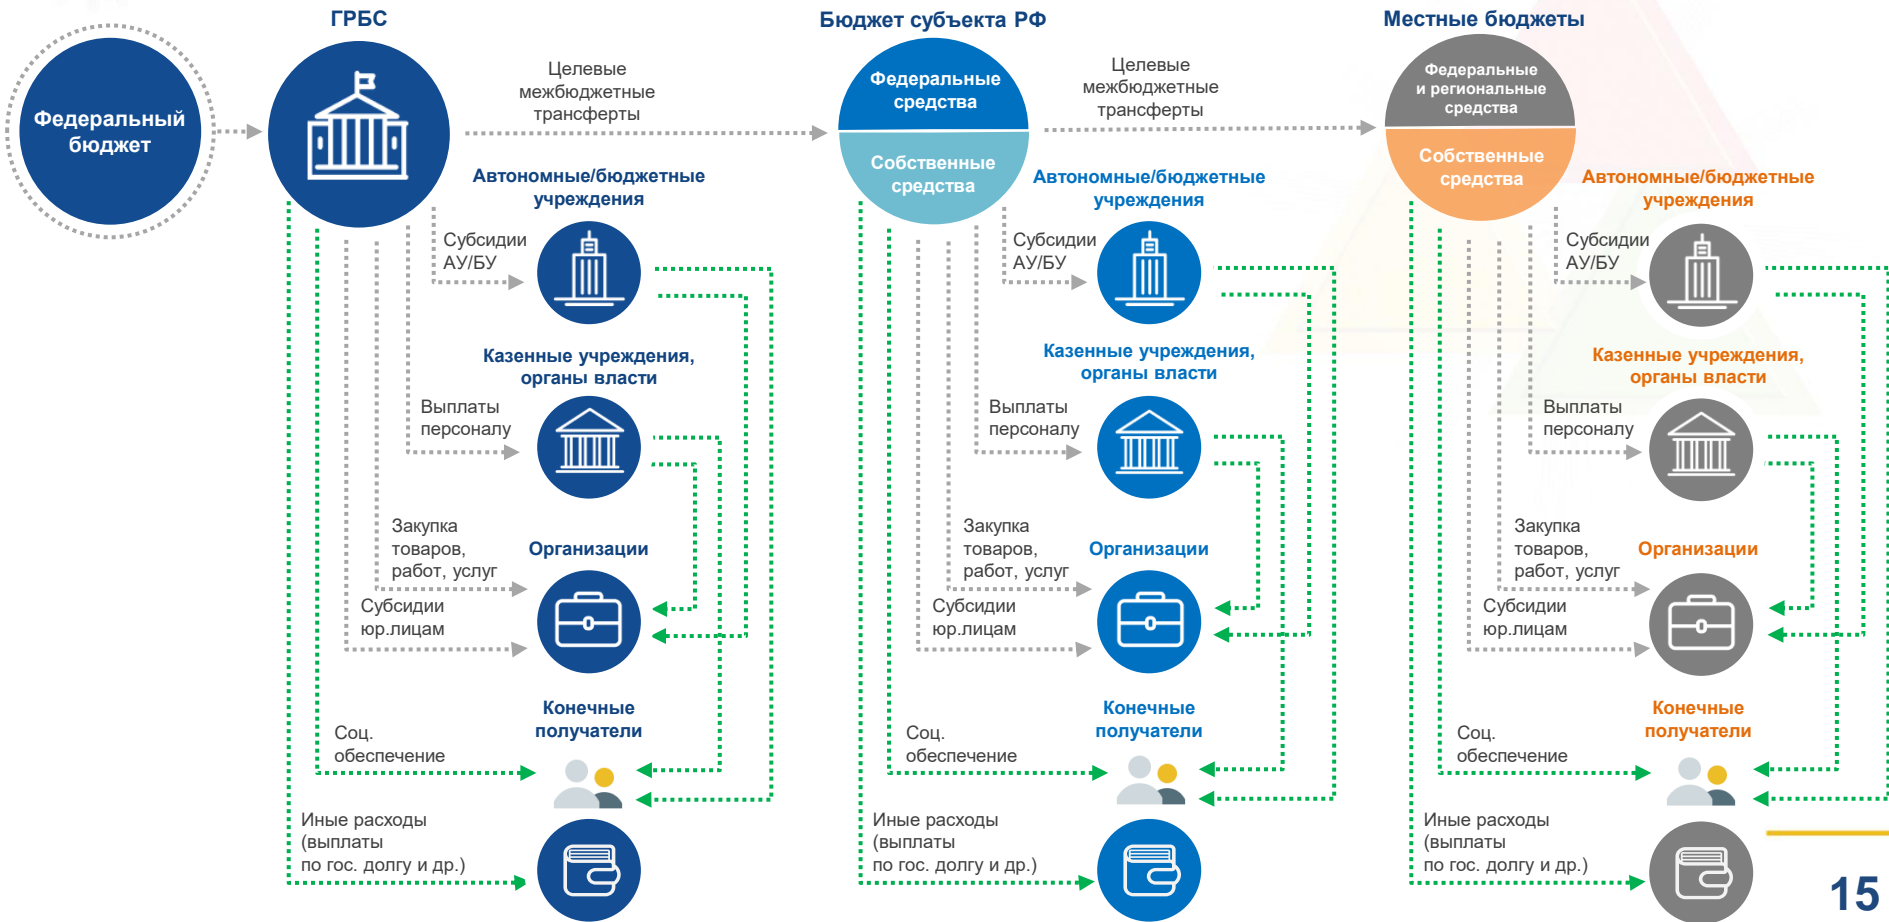 ГРБС
Бюджет субъекта РФ
Местные бюджеты
Федеральный
бюджет
Целевые
межбюджетные
трансферты
Федеральные
средства
Собственные
средства
Целевые
межбюджетные
трансферты
Федеральные
и региональные
средства
Собственные
средства
Автономные/бюджетные
учреждения
Субсидии
АУ/БУ
Казенные учреждения,
органы власти
Выплаты
персоналу
Закупка
товаров,
работ, услуг
Организации
Субсидии
юр.лицам
Конечные
получатели
Соц.
обеспечение
Иные расходы
(выплаты
по гос. долгу и др.)
Автономные/бюджетные
учреждения
Субсидии
АУ/БУ
Казенные учреждения,
органы власти
Выплаты
персоналу
Закупка
товаров,
работ, услуг
Организации
Субсидии
юр.лицам
Конечные
получатели
Соц.
обеспечение
Иные расходы
(выплаты
по гос. долгу и др.)
Автономные/бюджетные
учреждения
Субсидии
АУ/БУ
Казенные учреждения,
органы власти
Выплаты
персоналу
Закупка
товаров,
работ, услуг
Организации
Субсидии
юр.лицам
Конечные
получатели
Соц.
обеспечение
Иные расходы
(выплаты
по гос. долгу и др.)
15